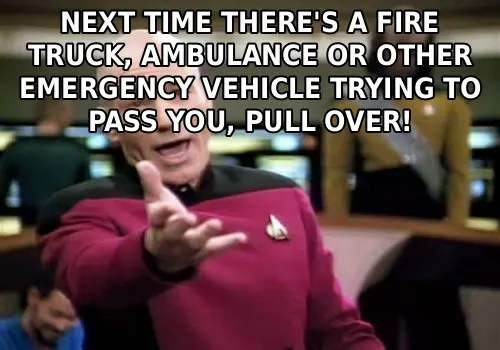 NEXT TIME THERE'S A FIRE
TRUCK, AMBULANCE OR OTHER
EMERGENCY VEHICLE TRYING TO
PASS YOU, PULL OVER!